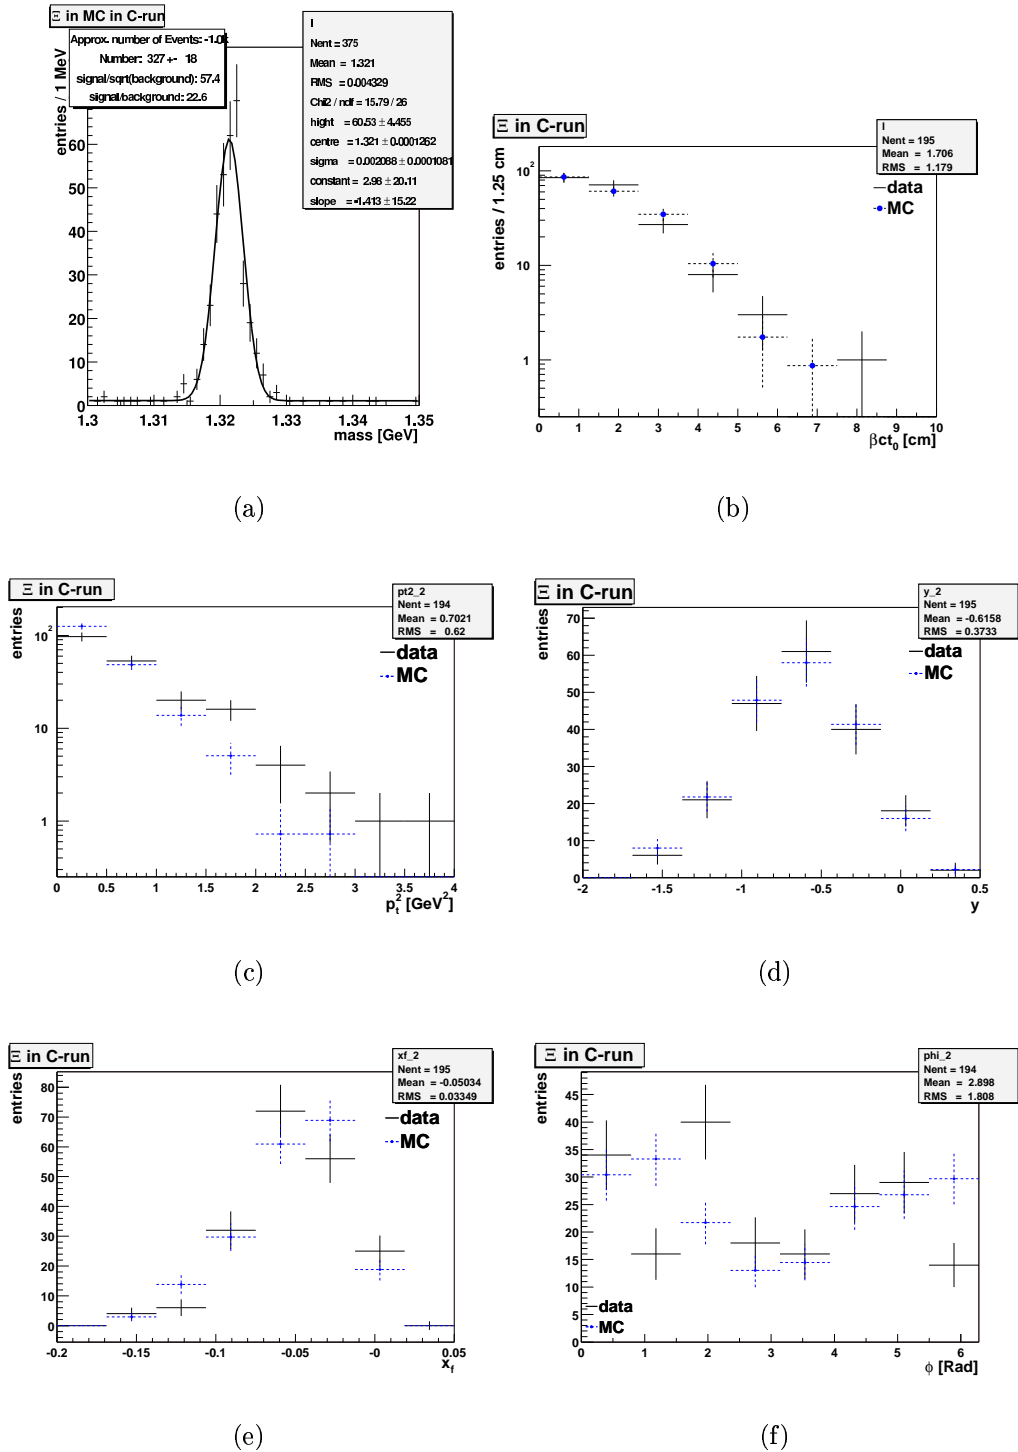 Ξ in MC in C-run
Approx. number of Events: -1.0k
Number: 327 +- 18
signal/sqrt(background): 57.4
signal/background: 22.6
I
Nent = 375
Mean = 1.321
RMS = 0.004329
Chi2 / ndf = 15.79 / 26
hight = 60.53 ± 4.455
centre = 1.321 ± 0.0001262
sigma = 0.002088 ± 0.0001081
constant = 2.98 ± 20.11
slope = -1.413 ± 15.22
entries / 1 MeV
60
50
40
30
20
10
0
1.3 1.31 1.32 1.33 1.34 1.35
mass [GeV]
(a)
Ξ in C-run
I
Nent = 195
Mean = 1.706
RMS = 1.179
data
MC
entries / 1.25 cm
10²
10
1
0 1 2 3 4 5 6 7 8 9 10
βct₀ [cm]
(b)
Ξ in C-run
pt2_2
Nent = 194
Mean = 0.7021
RMS = 0.62
data
MC
entries
10²
10
1
0 0.5 1 1.5 2 2.5 3 3.5 4
p_t² [GeV²]
(c)
Ξ in C-run
y_2
Nent = 195
Mean = -0.6158
RMS = 0.3733
data
MC
entries
70
60
50
40
30
20
10
0
-2 -1.5 -1 -0.5 0 0.5
y
(d)
Ξ in C-run
xf_2
Nent = 195
Mean = -0.05034
RMS = 0.03349
data
MC
entries
80
70
60
50
40
30
20
10
0
-0.2 -0.15 -0.1 -0.05 -0 0.05
x_f
(e)
Ξ in C-run
phi_2
Nent = 194
Mean = 2.898
RMS = 1.808
entries
45
40
35
30
25
20
15
10
5
0
data
MC
0 1 2 3 4 5 6
ϕ [Rad]
(f)